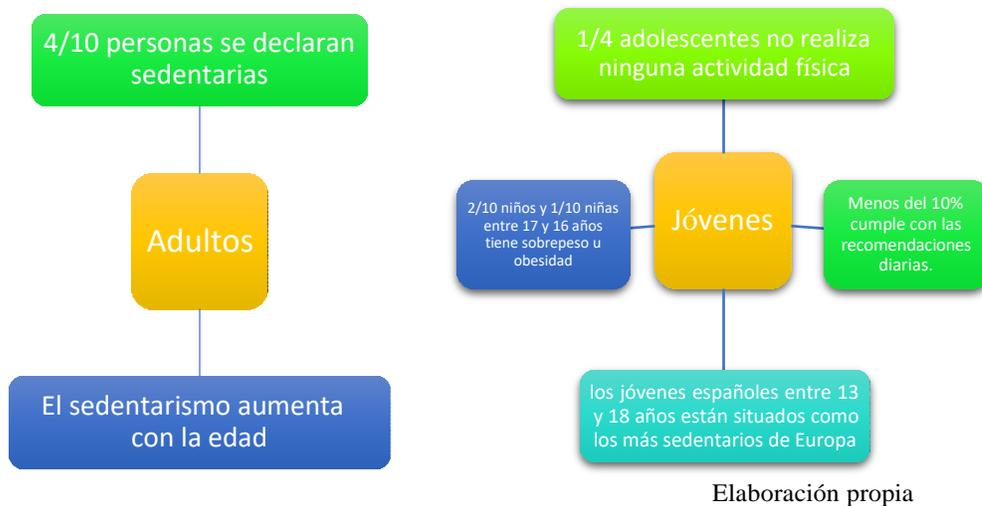 4/10 personas se declaran
sedentarias
Adultos
El sedentarismo aumenta
con la edad
1/4 adolescentes no realiza
ninguna actividad física
2/10 niños y 1/10 niñas
entre 17 y 16 años
tiene sobrepeso u
obesidad
Jóvenes
Menos del 10%
cumple con las
recomendaciones
diarias.
los jóvenes españoles entre 13
y 18 años están situados como
los más sedentarios de Europa
Elaboración propia